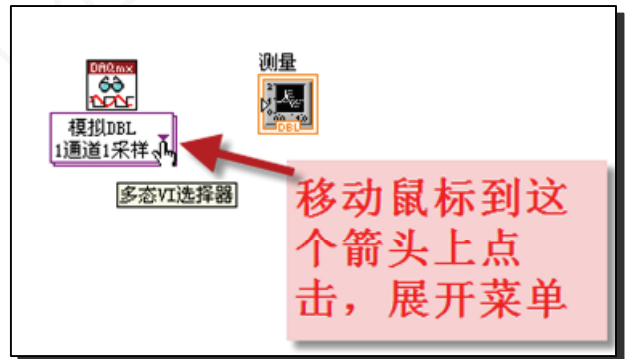 DAQmx
测量
DBL
模拟DBL
1通道1采样
多态VI选择器
移动鼠标到这
个箭头上点
击，展开菜单